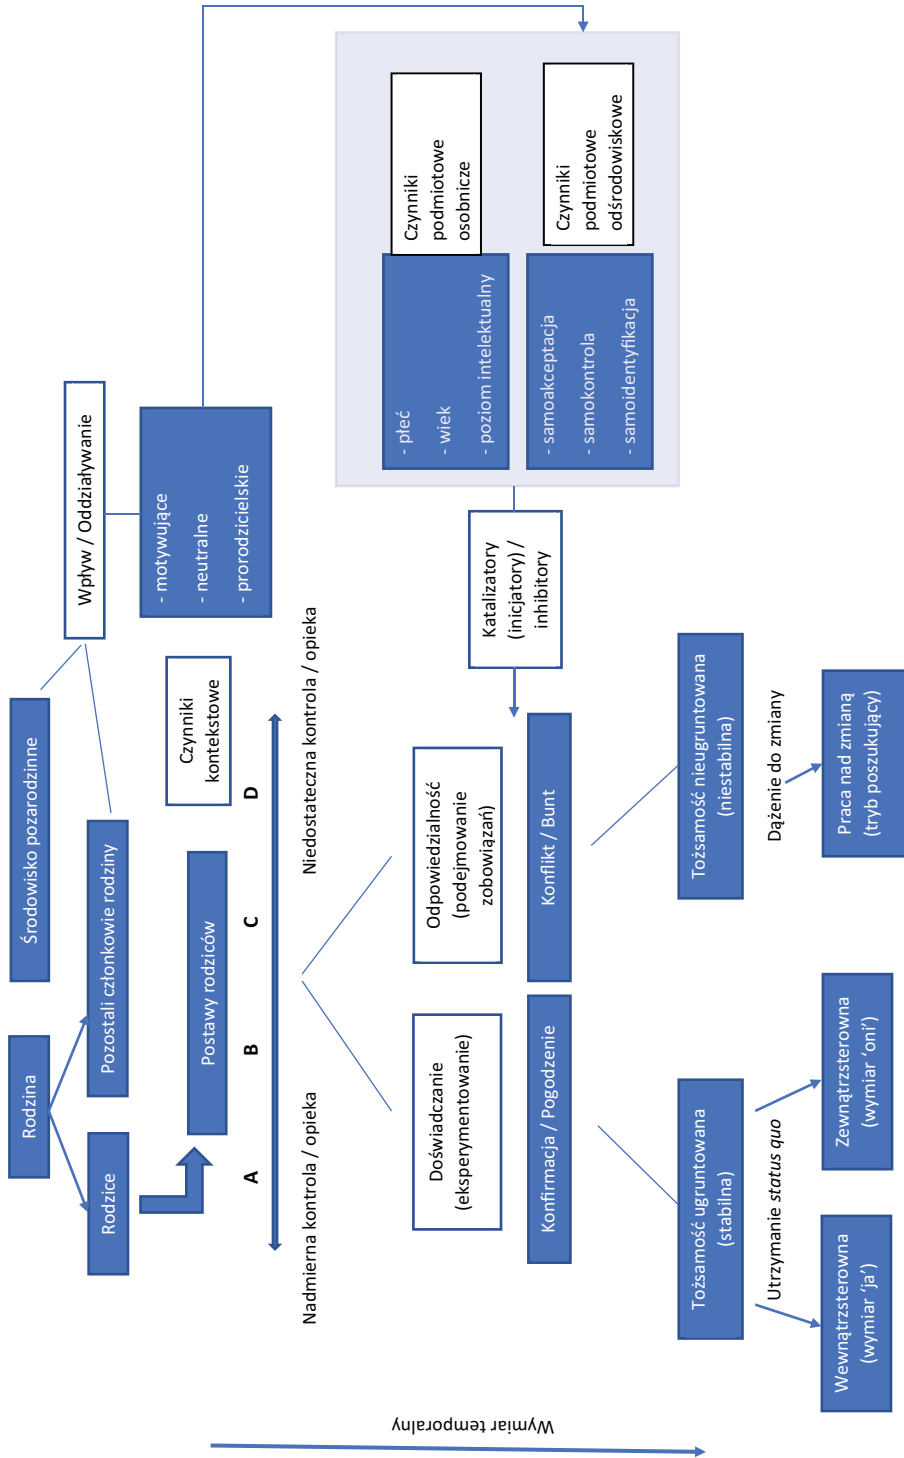 Rodzina
Środowisko pozarodzinne
Rodzice
Pozostali członkowie rodziny
Wpływ / Oddziaływanie
Postawy rodziców
Czynniki
kontekstowe
- motywujące
- neutralne
- prorodzicielskie
A
B
C
D
Nadmierna kontrola / opieka
Niedostateczna kontrola / opieka
Doświadczanie
(eksperymentowanie)
Odpowiedzialność
(podejmowanie
zobowiązań)
Katalizatory
(inicjatory) /
inhibitory
- płeć
- wiek
- poziom intelektualny
Czynniki
podmiotowe
osobnicze
Konfirmacja / Pogodzenie
Konflikt / Bunt
- samoakceptacja
- samokontrola
- samoidentyfikacja
Czynniki
podmiotowe
odśrodowiskowe
Tożsamość ugruntowana
(stabilna)
Tożsamość nieugruntowana
(niestabilna)
Utrzymanie status quo
Dążenie do zmiany
Wewnątrzsterowna
(wymiar ‘ja’)
Zewnątrzsterowna
(wymiar ‘oni’)
Praca nad zmianą
(tryb poszukujący)
Wymiar temporalny